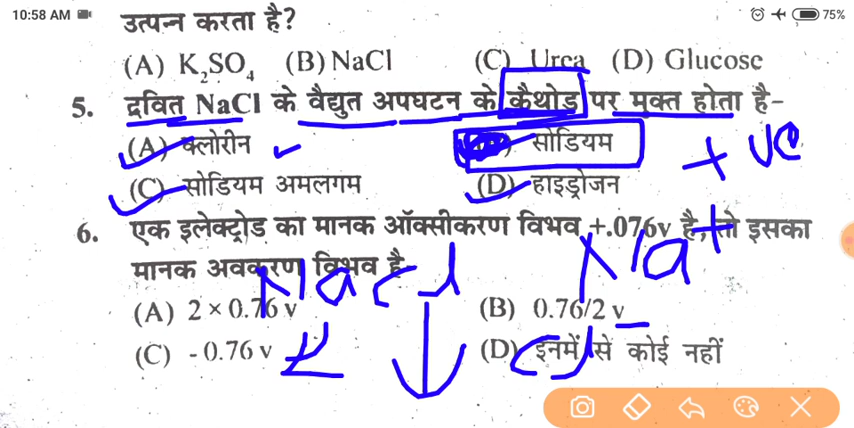 10:58 AM 75%
उत्पन्न करता है?
(A) K₂SO₄ (B) NaCl (C) Urea (D) Glucose
5. द्रवित NaCl के वैद्युत अपघटन के कैथोड पर मुक्त होता है-
(A) क्लोरीन सोडियम
+ ve
(C) सोडियम अमलगम (D) हाइड्रोजन
6. एक इलेक्ट्रोड का मानक ऑक्सीकरण विभव +.076v है, तो इसका
मानक अवकरण विभव है
NaCl Na+
(A) 2 × 0.76 v (B) 0.76/2 v
(C) - 0.76 v (D) इनमें से कोई नहीं